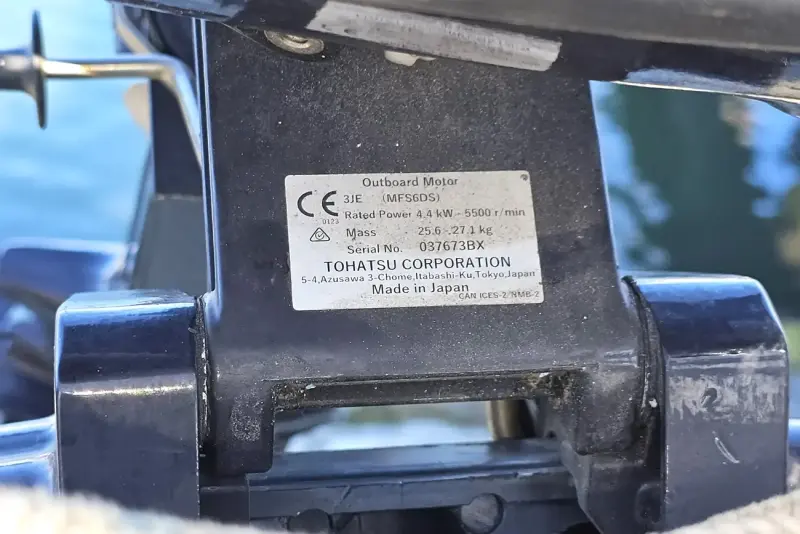 Outboard Motor
CE 3JE (MFS6DS)
0123
Rated Power 4.4 kW - 5500 r/min
Mass 25.6-27.1 kg
Serial No. 037673BX
TOHATSU CORPORATION
5-4,Azusawa 3-Chome,Itabashi-Ku,Tokyo,Japan
Made in Japan
CAN ICES-2/NMB-2